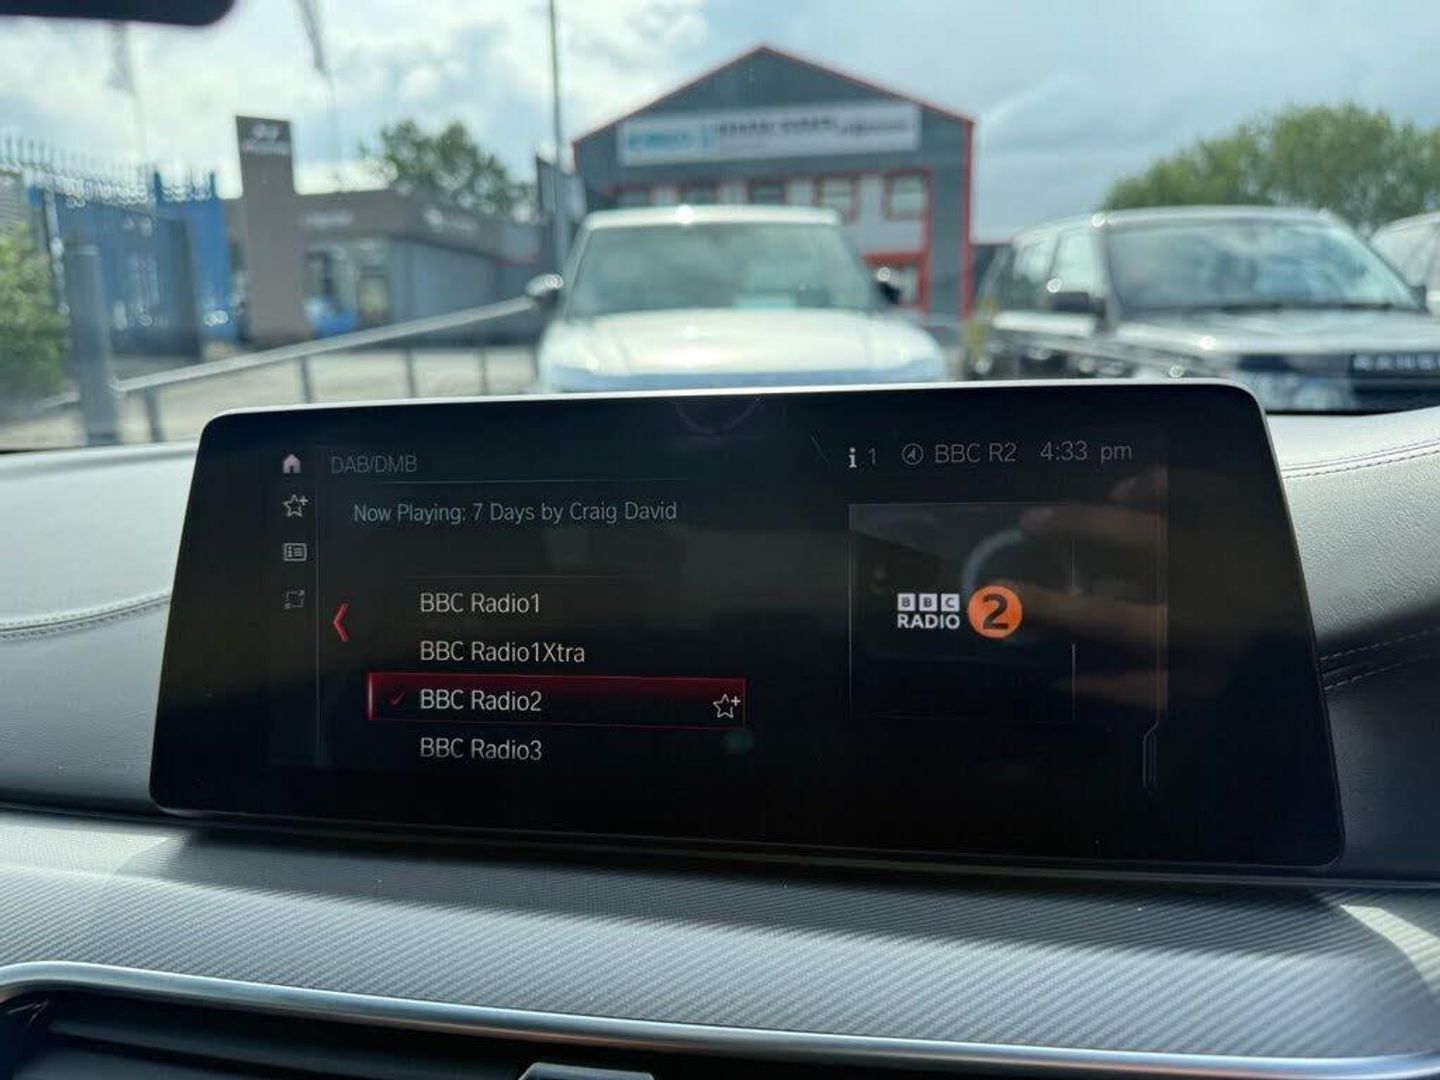 DAB/DMB
i 1
BBC R2
4:33 pm
Now Playing: 7 Days by Craig David
BBC Radio1
BBC Radio1Xtra
BBC Radio2
BBC Radio3
BBC
RADIO 2